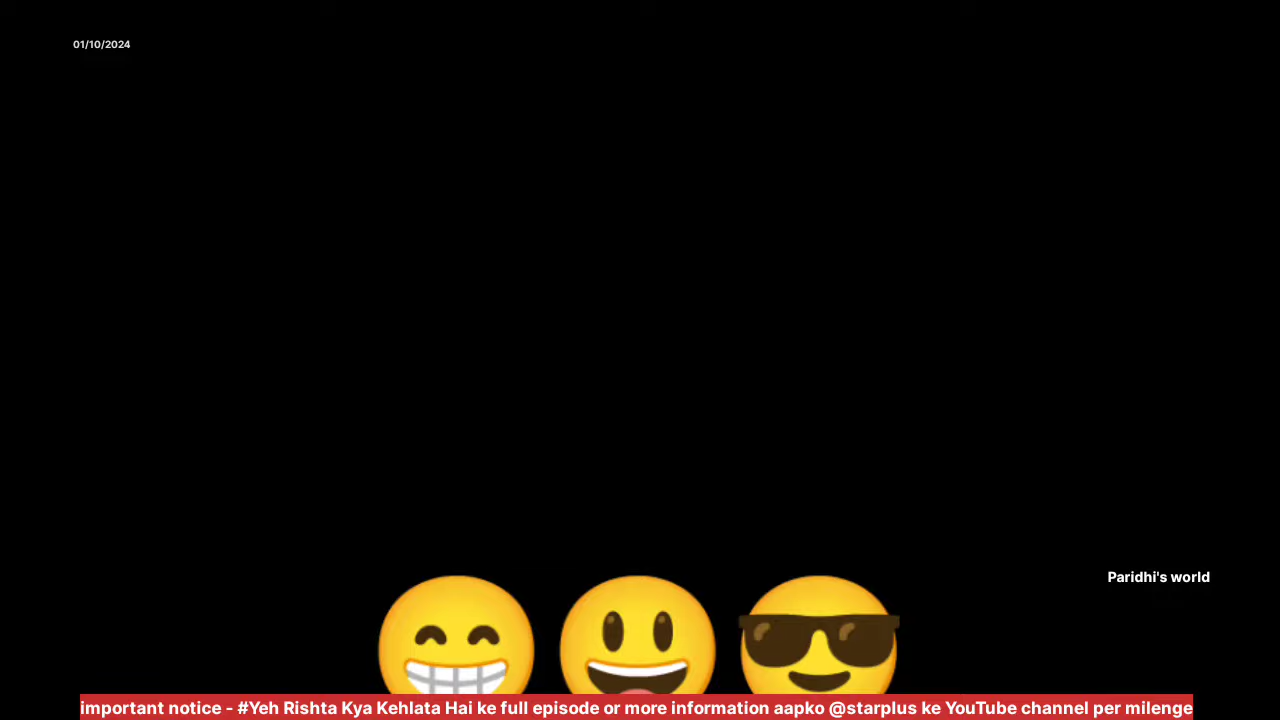 01/10/2024
Paridhi's world
important notice - #Yeh Rishta Kya Kehlata Hai ke full episode or more information aapko @starplus ke YouTube channel per milenge